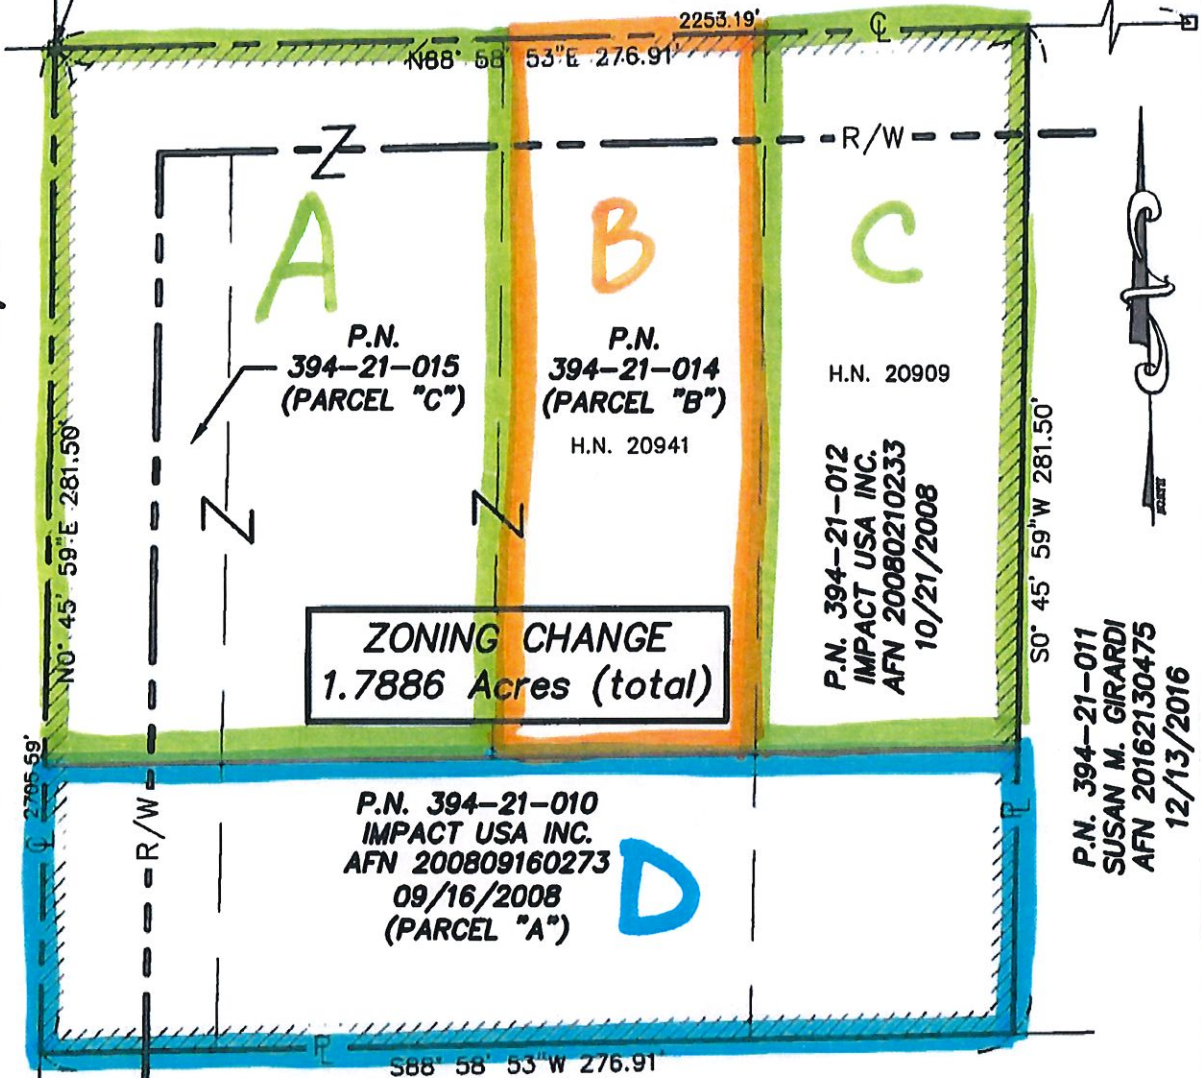 2253.19'
N88° 58' 53"E 276.91'
R/W
A
B
C
P.N.
394-21-015
(PARCEL "C")
P.N.
394-21-014
(PARCEL "B")
H.N. 20941
H.N. 20909
P.N. 394-21-012
IMPACT USA INC.
AFN 20080210233
10/21/2008
N0° 45' 59"E 281.50'
S0° 45' 59"W 281.50'
ZONING CHANGE
1.7886 Acres (total)
P.N. 394-21-011
SUSAN M. GIRARDI
AFN 201612130475
12/13/2016
2705.59'
R/W
P.N. 394-21-010
IMPACT USA INC.
AFN 200809160273
09/16/2008
(PARCEL "A")
D
S88° 58' 53"W 276.91'